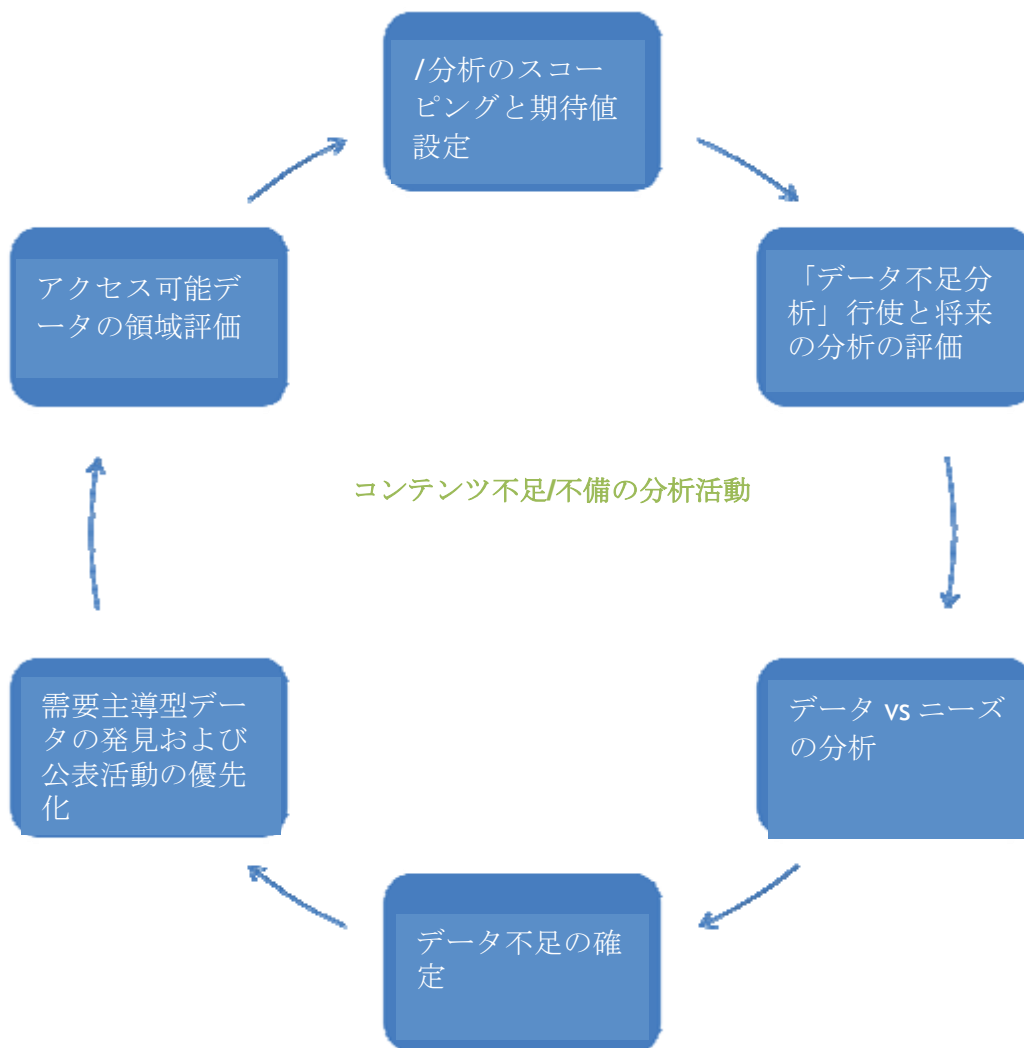 /分析のスコー
ピングと期待値
設定
「データ不足分
析」行使と将来
の分析の評価
データ vs ニーズ
の分析
データ不足の確
定
需要主導型デー
タの発見および
公表活動の優先
化
アクセス可能デ
ータの領域評価
コンテンツ不足/不備の分析活動